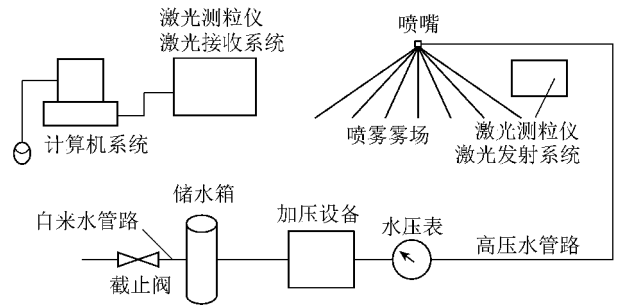 激光测粒仪
激光接收系统
喷嘴
计算机系统
喷雾雾场
激光测粒仪
激光发射系统
储水箱
白米水管路
加压设备
水压表
高压水管路
截止阀